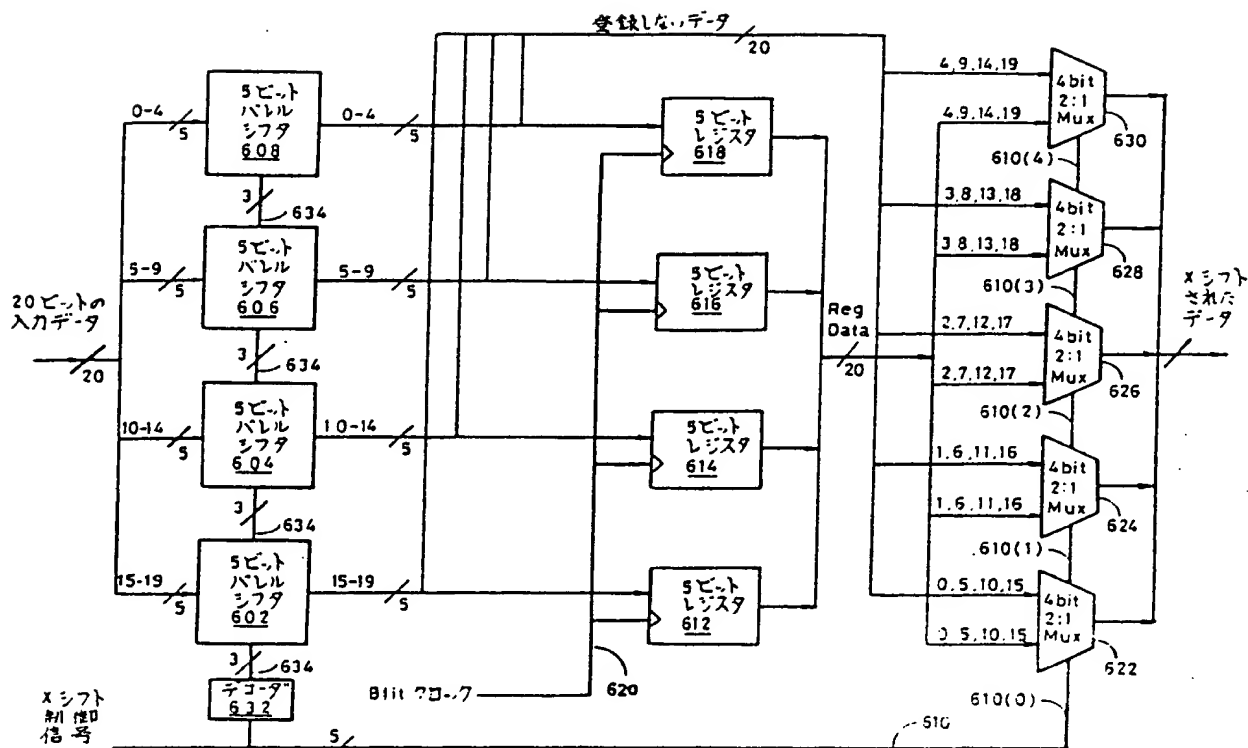 登録しないデータ
20
5ビット
バレル
シフタ
608
0-4
5
0-4
5
5ビット
レジスタ
618
4,9,14,19
4,9,14,19
4bit
2:1
Mux
630
610(4)
3
634
5ビット
バレル
シフタ
606
5-9
5
5-9
5
5ビット
レジスタ
616
3,8,13,18
3,8,13,18
4bit
2:1
Mux
628
610(3)
20ビットの
入力データ
20
3
634
Reg
Data
20
2,7,12,17
2,7,12,17
4bit
2:1
Mux
626
610(2)
Xシフト
された
データ
5ビット
バレル
シフタ
604
10-14
5
10-14
5
5ビット
レジスタ
614
1,6,11,16
1,6,11,16
4bit
2:1
Mux
624
610(1)
3
634
5ビット
バレル
シフタ
602
15-19
5
15-19
5
5ビット
レジスタ
612
0,5,10,15
0,5,10,15
4bit
2:1
Mux
622
610(0)
3
634
デコーダ
632
Blitクロック
620
Xシフト
制御
信号
5
610